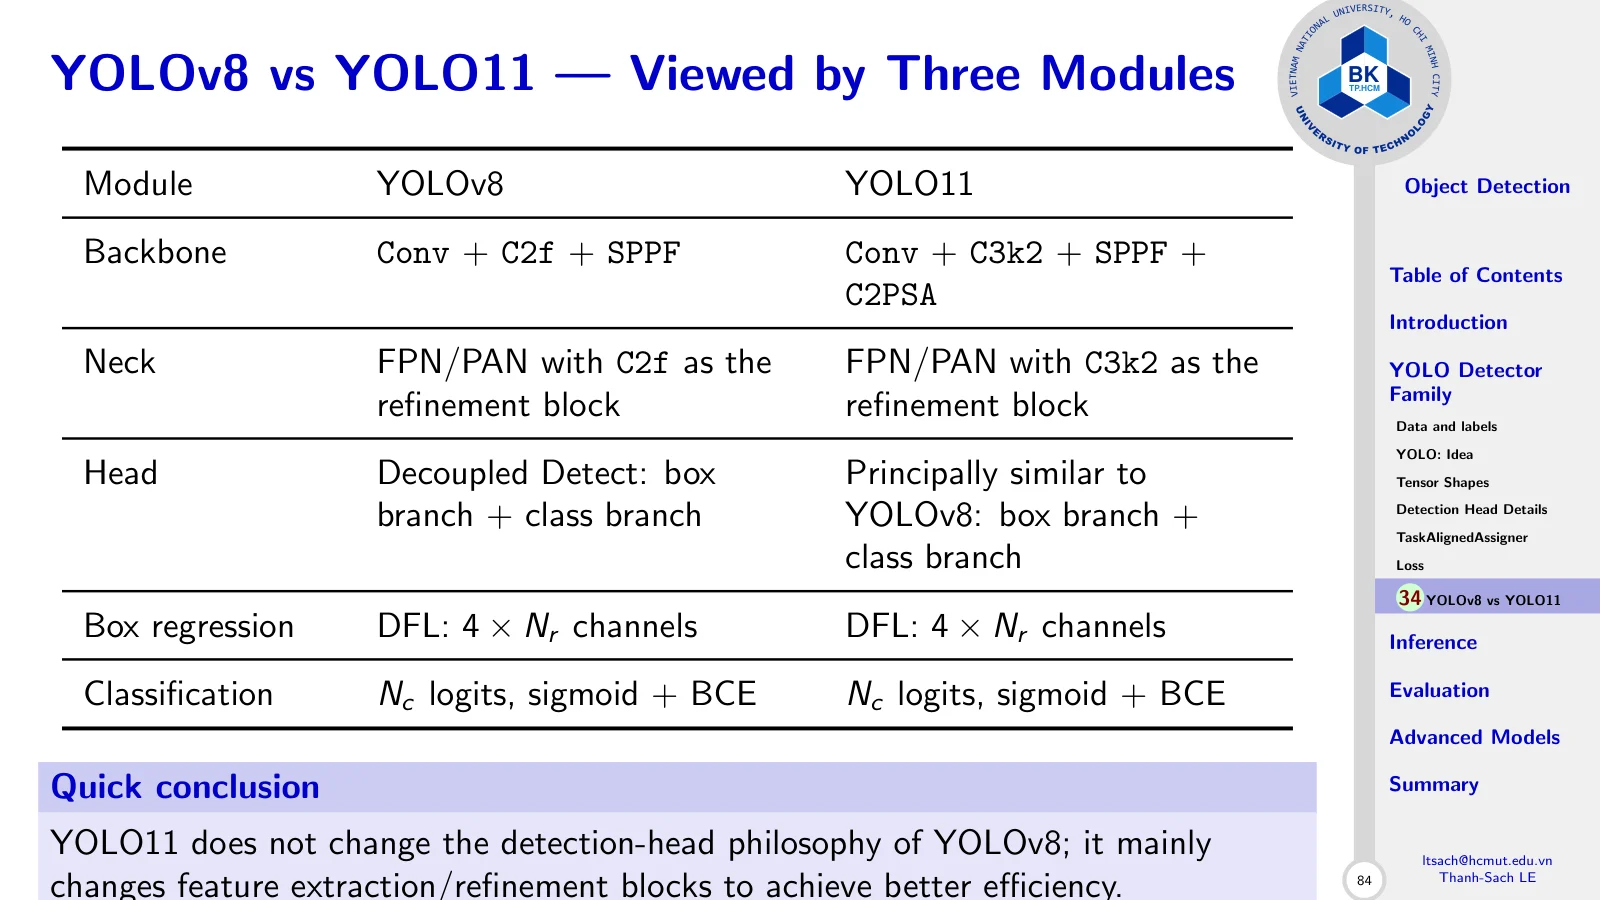 YOLOv8 vs YOLO11 — Viewed by Three Modules
Module YOLOv8 YOLO11
Backbone Conv + C2f + SPPF Conv + C3k2 + SPPF +
C2PSA
Neck FPN/PAN with C2f as the FPN/PAN with C3k2 as the
refinement block refinement block
Head Decoupled Detect: box Principally similar to
branch + class branch YOLOv8: box branch +
class branch
Box regression DFL: 4 × Nr channels DFL: 4 × Nr channels
Classification Nc logits, sigmoid + BCE Nc logits, sigmoid + BCE
Quick conclusion
YOLO11 does not change the detection-head philosophy of YOLOv8; it mainly
changes feature extraction/refinement blocks to achieve better efficiency.
VIETNAM NATIONAL UNIVERSITY, HO CHI MINH CITY
BK
TP.HCM
UNIVERSITY OF TECHNOLOGY
Object Detection
Table of Contents
Introduction
YOLO Detector
Family
Data and labels
YOLO: Idea
Tensor Shapes
Detection Head Details
TaskAlignedAssigner
Loss
34 YOLOv8 vs YOLO11
Inference
Evaluation
Advanced Models
Summary
ltsach@hcmut.edu.vn
Thanh-Sach LE
84